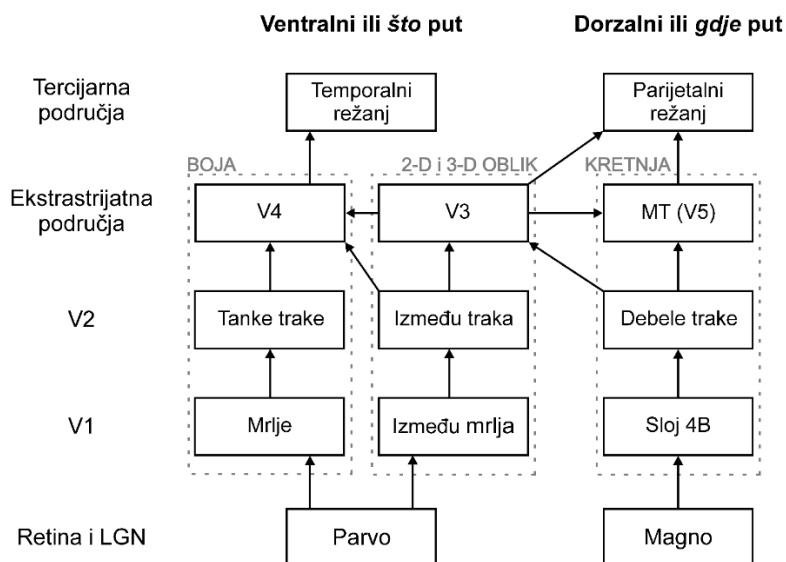 Ventralni ili što put
Dorzalni ili gdje put
Tercijarna
područja
Temporalni
režanj
Parijetalni
režanj
BOJA
2-D i 3-D OBLIK
KRETNJA
Ekstrastrijatna
područja
V4
V3
MT (V5)
V2
Tanke trake
Između traka
Debele trake
V1
Mrlje
Između mrlja
Sloj 4B
Retina i LGN
Parvo
Magno